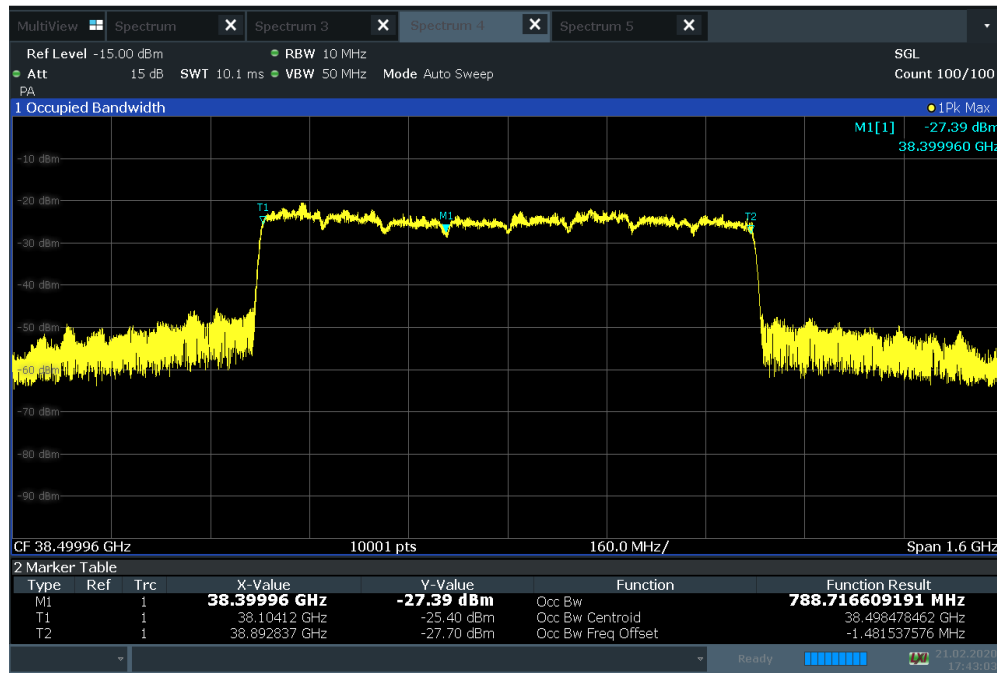 MultiView Spectrum X Spectrum 3 X Spectrum 4 X Spectrum 5 X
Ref Level -15.00 dBm RBW 10 MHz SGL
Att 15 dB SWT 10.1 ms VBW 50 MHz Mode Auto Sweep Count 100/100
PA
1 Occupied Bandwidth 1Pk Max
M1[1] -27.39 dBm
38.399960 GHz
-10 dBm
-20 dBm
T1 M1 T2
-30 dBm
-40 dBm
-50 dBm
-60 dBm
-70 dBm
-80 dBm
-90 dBm
CF 38.49996 GHz 10001 pts 160.0 MHz/ Span 1.6 GHz
2 Marker Table
Type Ref Trc X-Value Y-Value Function Function Result
M1 1 38.39996 GHz -27.39 dBm Occ Bw 788.716609191 MHz
T1 1 38.10412 GHz -25.40 dBm Occ Bw Centroid 38.498478462 GHz
T2 1 38.892837 GHz -27.70 dBm Occ Bw Freq Offset -1.481537576 MHz
Ready LXI 21.02.2020
17:43:03